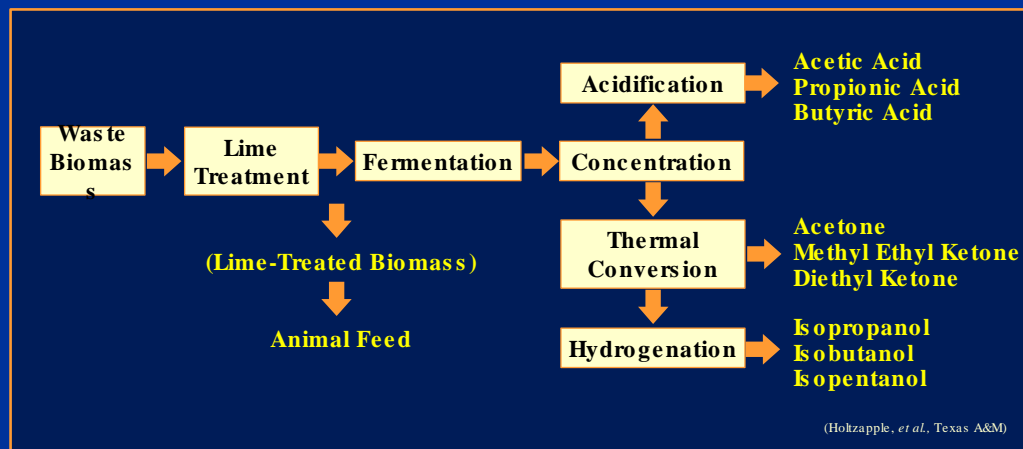 Waste
Biomas
s
Lime
Treatment
Fermentation
Concentration
Acidification
Acetic Acid
Propionic Acid
Butyric Acid
Thermal
Conversion
Acetone
Methyl Ethyl Ketone
Diethyl Ketone
Hydrogenation
Isopropanol
Isobutanol
Isopentanol
(Lime-Treated Biomass)
Animal Feed
(Holtzapple, et al., Texas A&M)